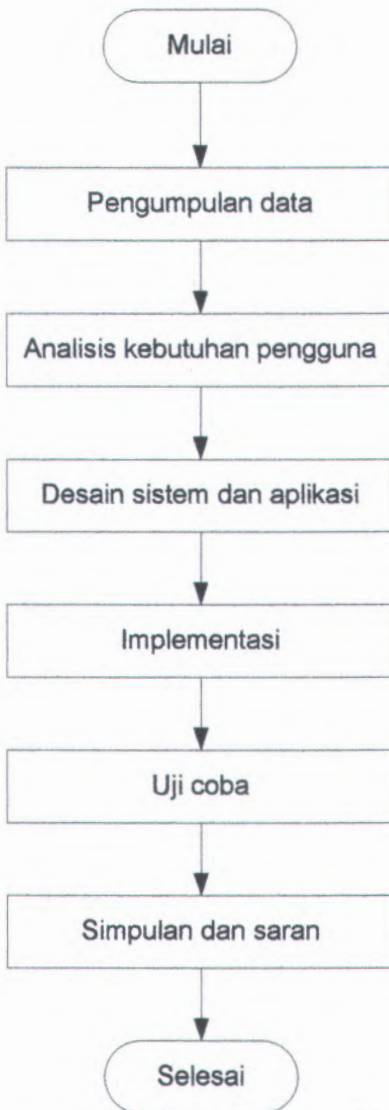 Mulai
Pengumpulan data
Analisis kebutuhan pengguna
Desain sistem dan aplikasi
Implementasi
Uji coba
Simpulan dan saran
Selesai